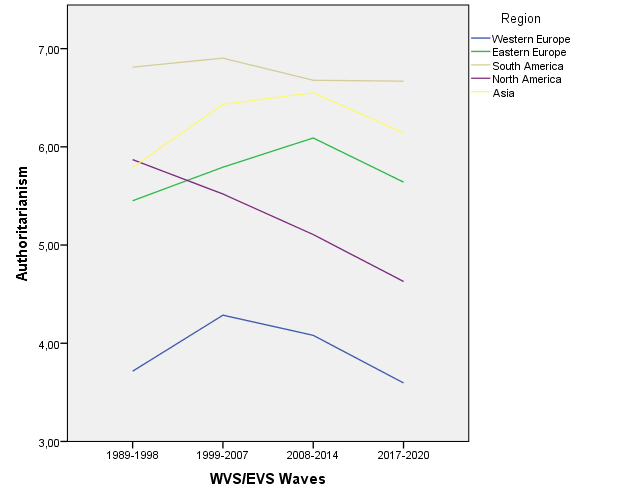 Region
Western Europe
Eastern Europe
South America
North America
Asia
Authoritarianism
7,00
6,00
5,00
4,00
3,00
1989-1998
1999-2007
2008-2014
2017-2020
WVS/EVS Waves